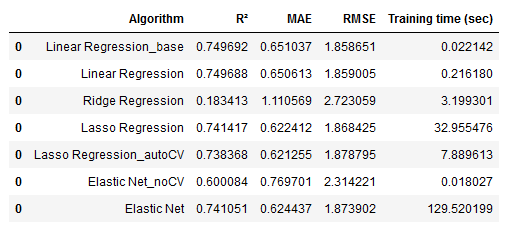 Algorithm R² MAE RMSE Training time (sec)
0 Linear Regression_base 0.749692 0.651037 1.858651 0.022142
0 Linear Regression 0.749688 0.650613 1.859005 0.216180
0 Ridge Regression 0.183413 1.110569 2.723059 3.199301
0 Lasso Regression 0.741417 0.622412 1.868425 32.955476
0 Lasso Regression_autoCV 0.738368 0.621255 1.878795 7.889613
0 Elastic Net_noCV 0.600084 0.769701 2.314221 0.018027
0 Elastic Net 0.741051 0.624437 1.873902 129.520199